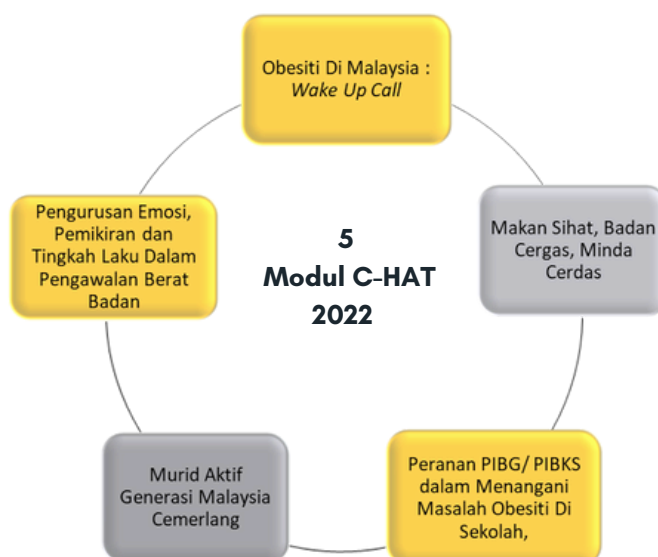 Obesiti Di Malaysia :
Wake Up Call
Makan Sihat, Badan
Cergas, Minda
Cerdas
Peranan PIBG/ PIBKS
dalam Menangani
Masalah Obesiti Di
Sekolah,
Murid Aktif
Generasi Malaysia
Cemerlang
Pengurusan Emosi,
Pemikiran dan
Tingkah Laku Dalam
Pengawalan Berat
Badan
5
Modul C-HAT
2022